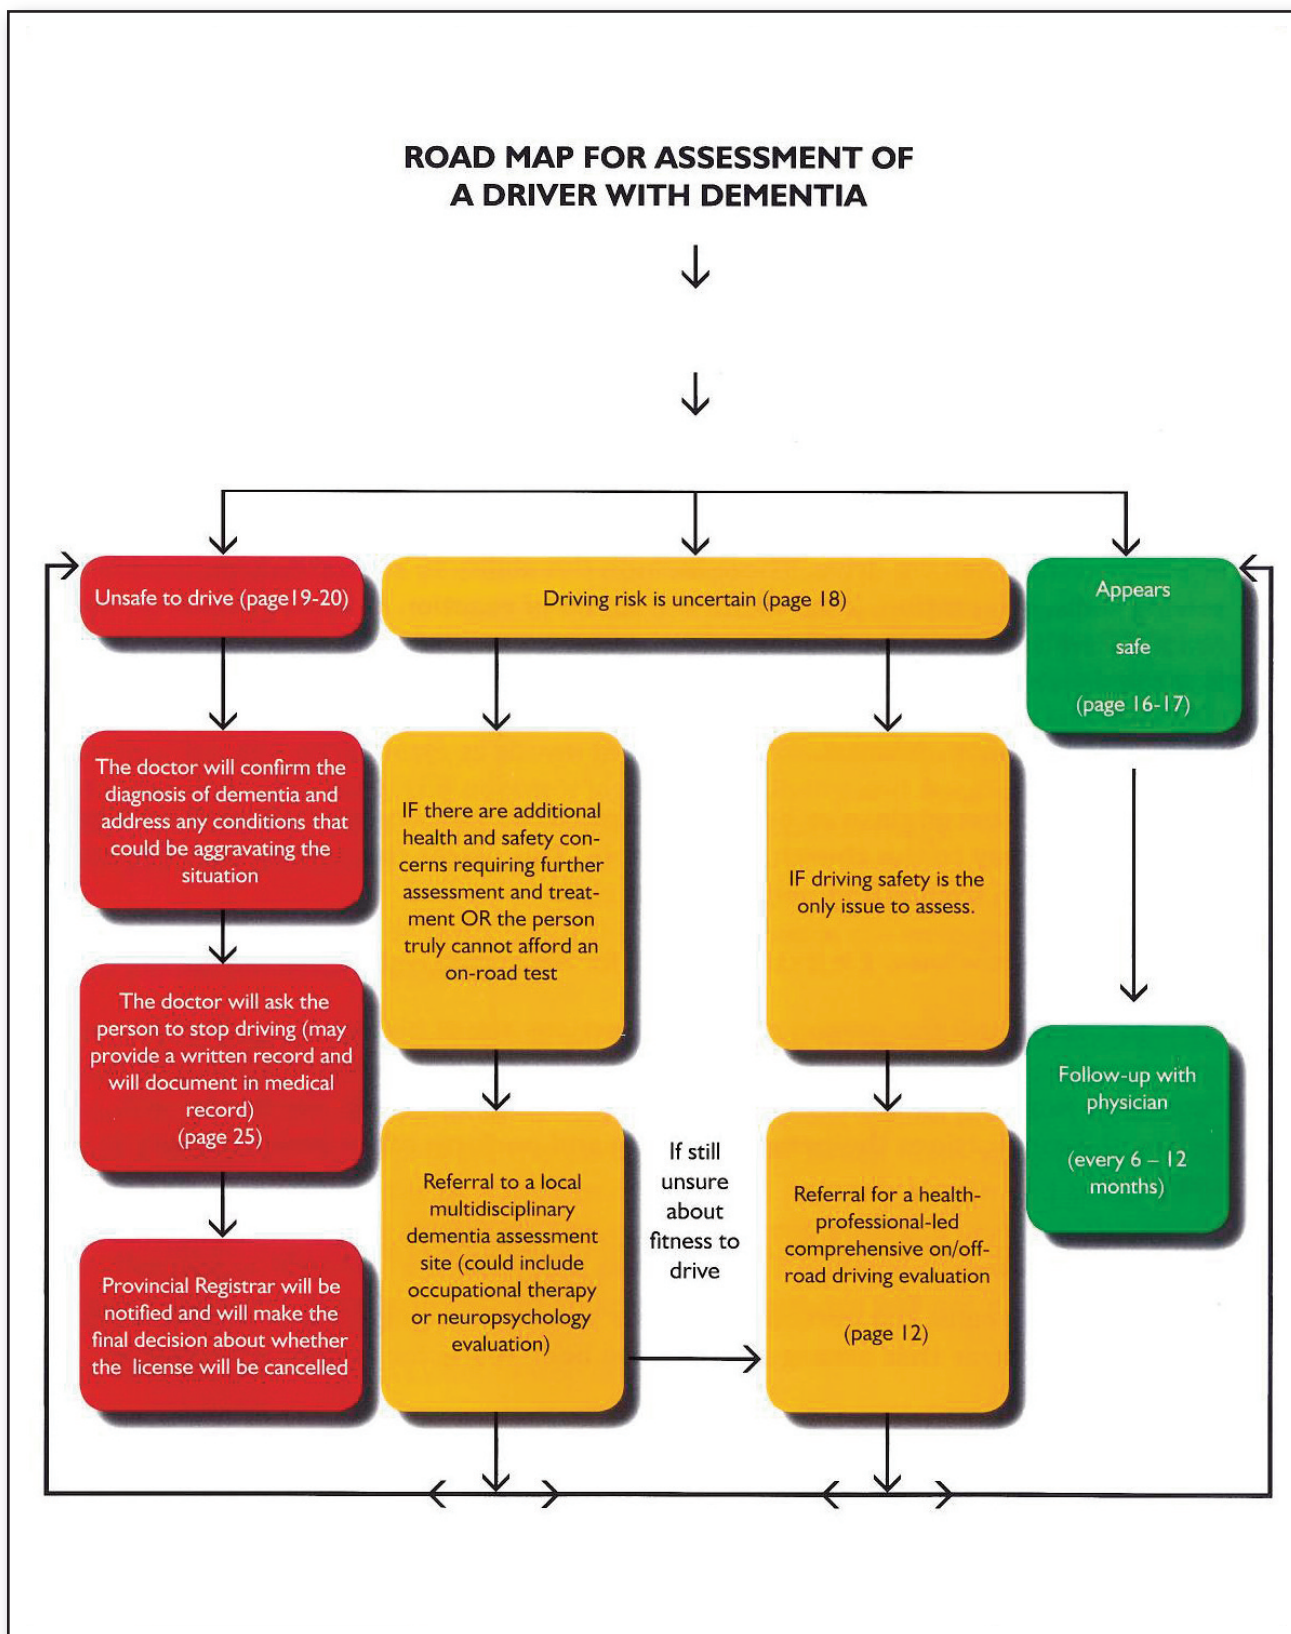 ROAD MAP FOR ASSESSMENT OF
A DRIVER WITH DEMENTIA
Unsafe to drive (page19-20)
Driving risk is uncertain (page 18)
Appears
safe
(page 16-17)
The doctor will confirm the
diagnosis of dementia and
address any conditions that
could be aggravating the
situation
IF there are additional
health and safety con-
cerns requiring further
assessment and treat-
ment OR the person
truly cannot afford an
on-road test
IF driving safety is the
only issue to assess.
The doctor will ask the
person to stop driving (may
provide a written record and
will document in medical
record)
(page 25)
Follow-up with
physician
(every 6 – 12
months)
Provincial Registrar will be
notified and will make the
final decision about whether
the license will be cancelled
Referral to a local
multidisciplinary
dementia assessment
site (could include
occupational therapy
or neuropsychology
evaluation)
If still
unsure
about
fitness to
drive
Referral for a health-
professional-led
comprehensive on/off-
road driving evaluation
(page 12)